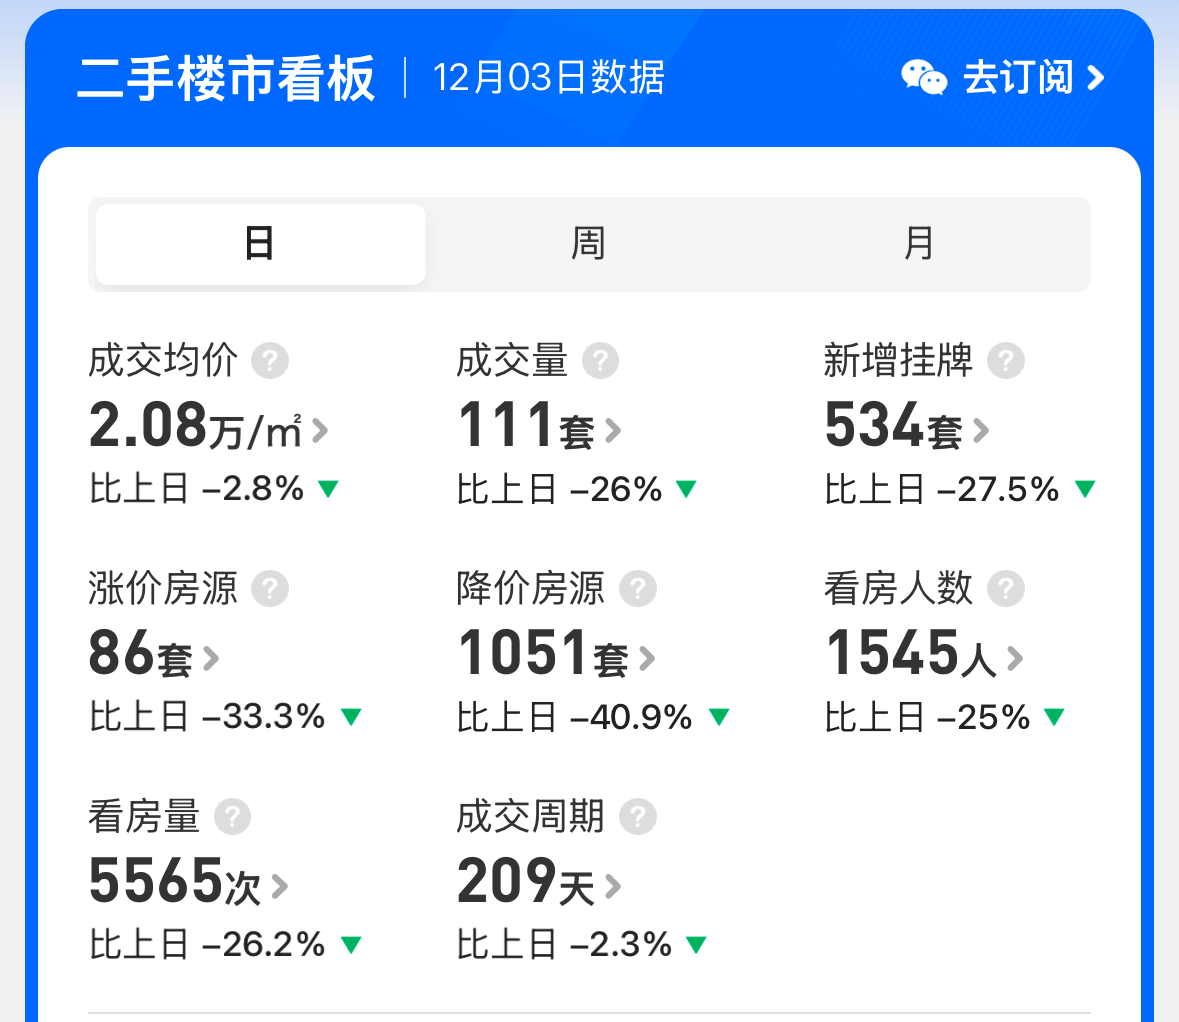 二手楼市看板 12月03日数据 去订阅
日 周 月
成交均价 ? 成交量 ? 新增挂牌 ?
2.08万/㎡ 111套 534套
比上日 -2.8% ▼ 比上日 -26% ▼ 比上日 -27.5% ▼
涨价房源 ? 降价房源 ? 看房人数 ?
86套 1051套 1545人
比上日 -33.3% ▼ 比上日 -40.9% ▼ 比上日 -25% ▼
看房量 ? 成交周期 ?
5565次 209天
比上日 -26.2% ▼ 比上日 -2.3% ▼